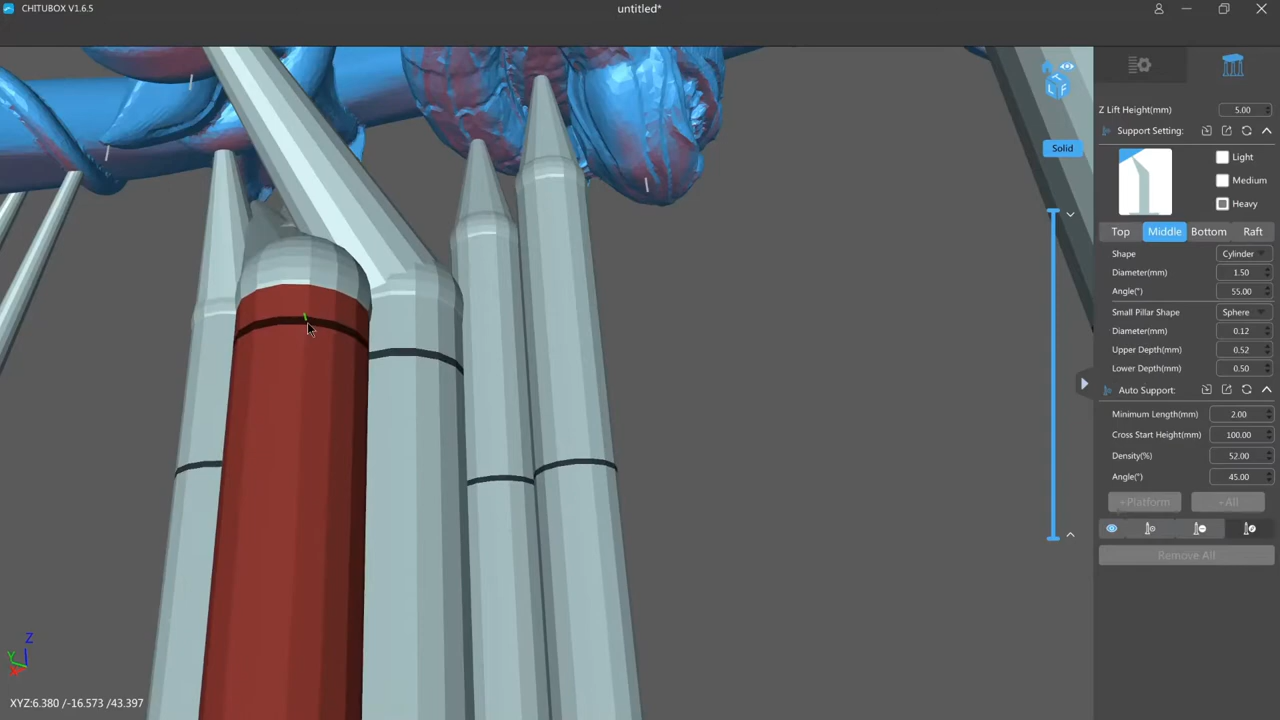 CHITUBOX V1.6.5
untitled*
Z Lift Height(mm) 5.00
Support Setting:
Light
Medium
Heavy
Solid
Top Middle Bottom Raft
Shape Cylinder
Diameter(mm) 1.50
Angle(°) 55.00
Small Pillar Shape Sphere
Diameter(mm) 0.12
Upper Depth(mm) 0.52
Lower Depth(mm) 0.50
Auto Support:
Minimum Length(mm) 2.00
Cross Start Height(mm) 100.00
Density(%) 52.00
Angle(°) 45.00
+Platform +All
Remove All
L F
Z
Y
X
XYZ:6.380 /-16.573 /43.397